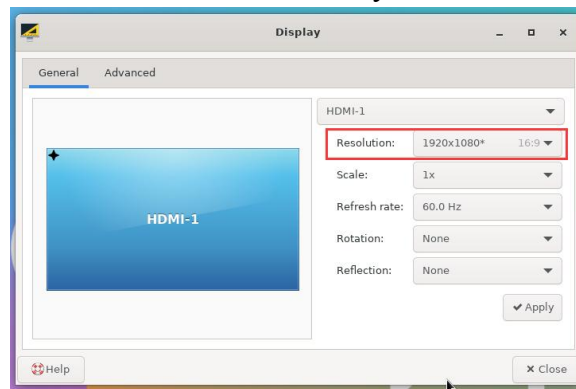 Display
General Advanced
HDMI-1
Resolution: 1920x1080* 16:9
Scale: 1x
Refresh rate: 60.0 Hz
Rotation: None
Reflection: None
HDMI-1
Apply
Help
Close